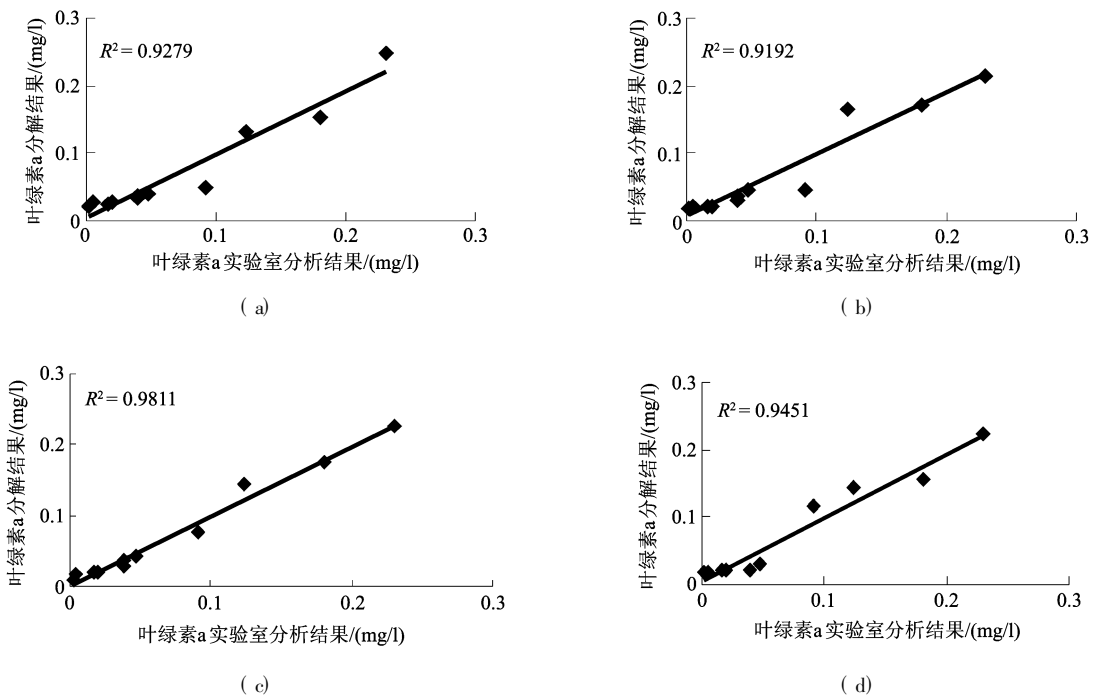 0.3
R² = 0.9279
0.2
0.1
0
叶绿素a分解结果/(mg/l)
0 0.1 0.2 0.3
叶绿素a实验室分析结果/(mg/l)
( a)
0.3
R² = 0.9192
0.2
0.1
0
叶绿素a分解结果/(mg/l)
0 0.1 0.2 0.3
叶绿素a实验室分析结果/(mg/l)
( b)
0.3
R² = 0.9811
0.2
0.1
0
叶绿素a分解结果/(mg/l)
0 0.1 0.2 0.3
叶绿素a实验室分析结果/(mg/l)
( c)
0.3
R² = 0.9451
0.2
0.1
0
叶绿素a分解结果/(mg/l)
0 0.1 0.2 0.3
叶绿素a实验室分析结果/(mg/l)
( d)